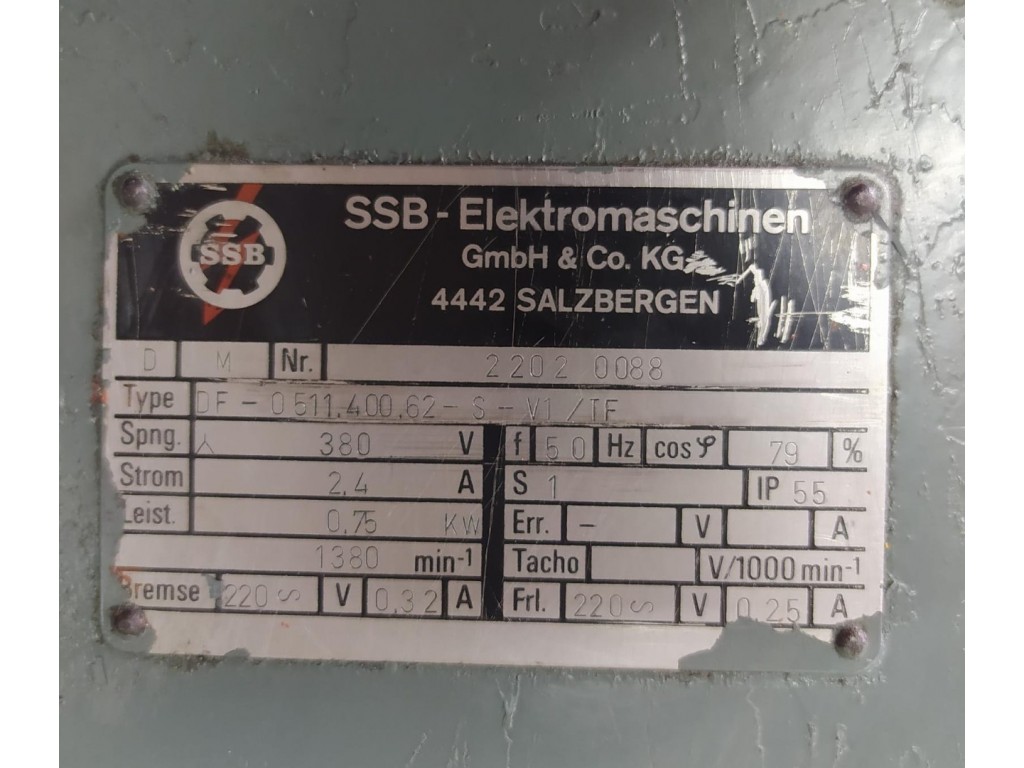 SSB
SSB - Elektromaschinen
GmbH & Co. KG
4442 SALZBERGEN
D M Nr. 2202 0088
Type DF - 0511.400.62 - S - V1 / TF
Spng. 380 V f 50 Hz cos φ 79 %
Strom 2,4 A S 1 IP 55
Leist. 0,75 KW Err. - V A
1380 min-1 Tacho V/1000 min-1
Bremse 220 V 0,32 A Frl. 220 V 0,25 A